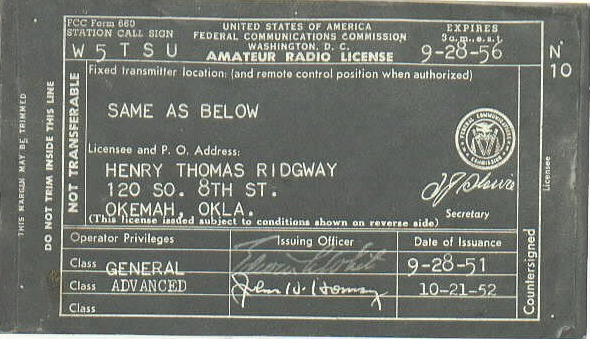 FCC Form 660
STATION CALL SIGN
W5TSU
UNITED STATES OF AMERICA
FEDERAL COMMUNICATIONS COMMISSION
WASHINGTON, D. C.
AMATEUR RADIO LICENSE
EXPIRES
3 a.m. e.s.t.
9-28-56
Nº
10
Fixed transmitter location: (and remote control position when authorized)
SAME AS BELOW
Licensee and P. O. Address:
HENRY THOMAS RIDGWAY
120 SO. 8TH ST.
OKEMAH, OKLA.
(This license issued subject to conditions shown on reverse side)
FEDERAL COMMUNICATIONS COMMISSION
Secretary
Operator Privileges
Issuing Officer
Date of Issuance
Class GENERAL
9-28-51
Class ADVANCED
10-21-52
Class
NOT TRANSFERABLE
DO NOT TRIM INSIDE THIS LINE
THIS MARGIN MAY BE TRIMMED
Licensee
Countersigned